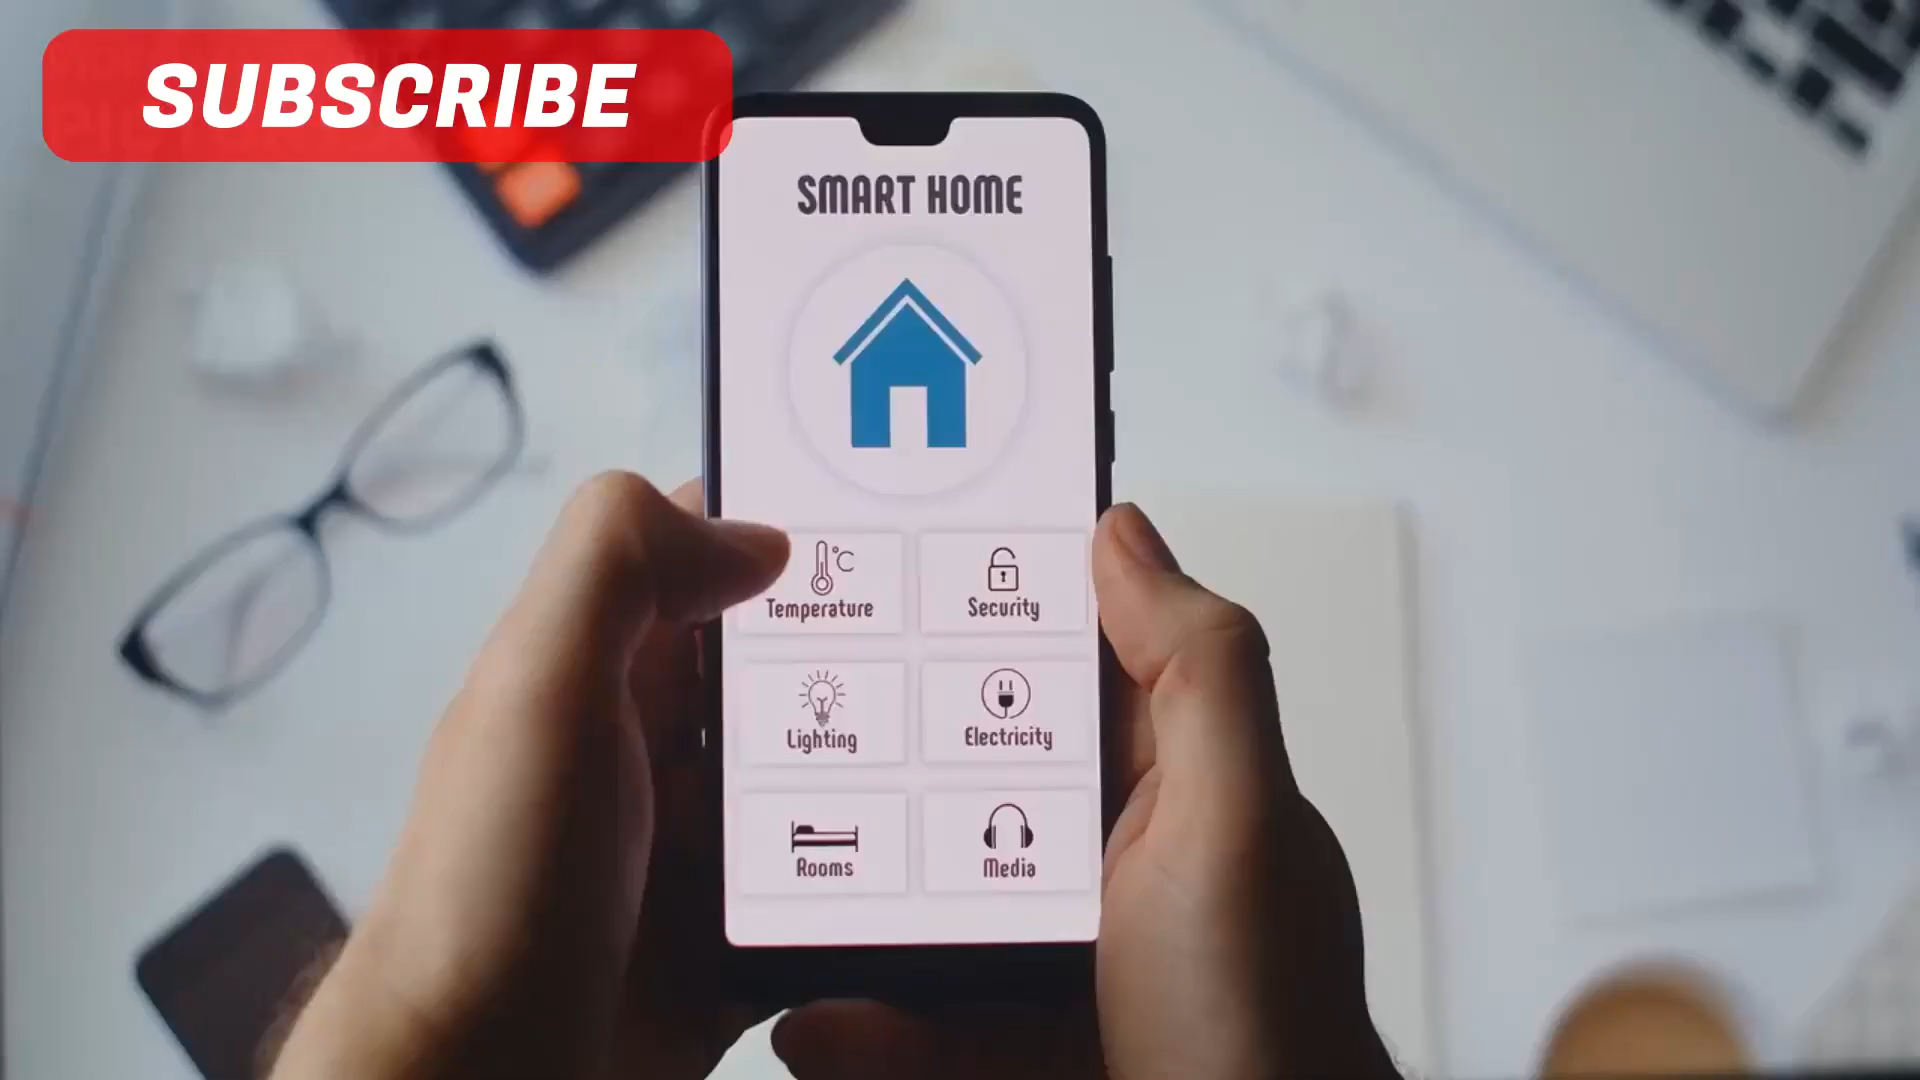 SUBSCRIBE
SMART HOME
°C
Temperature
Security
Lighting
Electricity
Rooms
Media